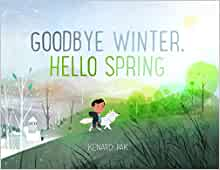 GOODBYE WINTER,
HELLO SPRING
KENARD PAK